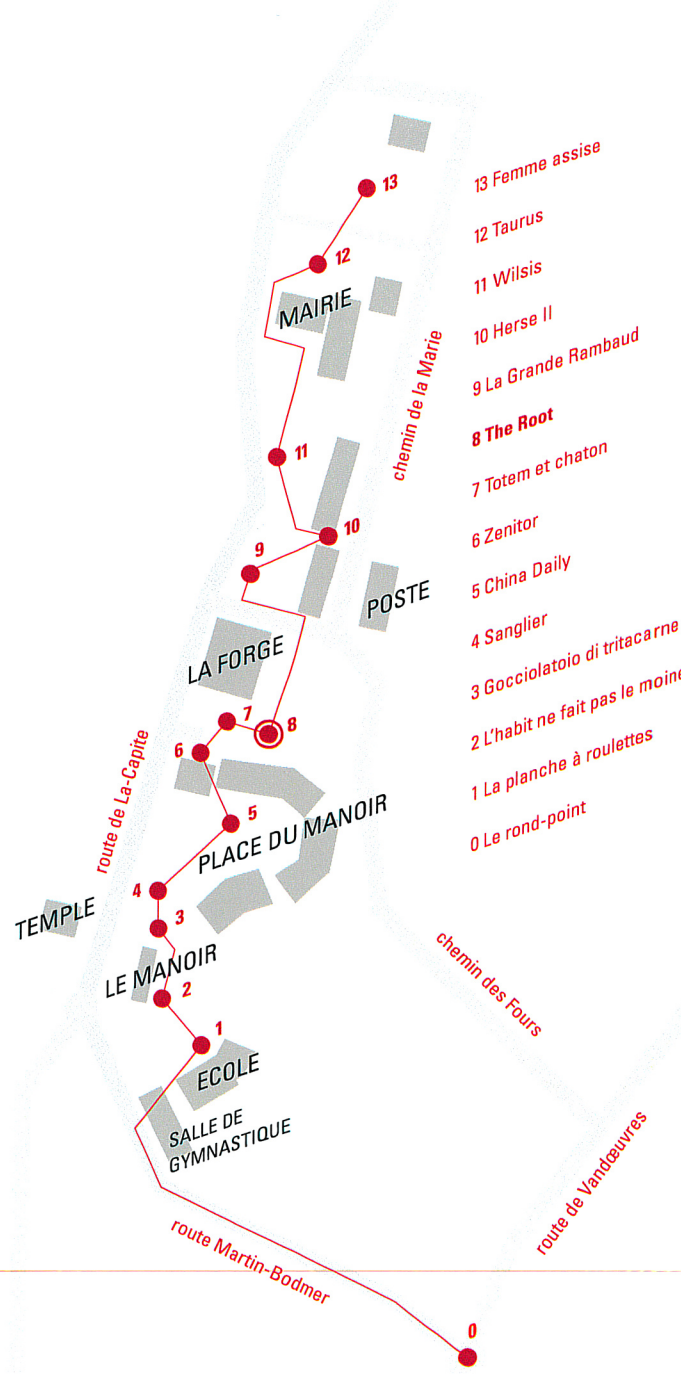 13
12
MAIRIE
11
10
9
POSTE
LA FORGE
7
8
6
5
PLACE DU MANOIR
4
TEMPLE
3
LE MANOIR
2
1
ECOLE
SALLE DE
GYMNASTIQUE
0
chemin de la Marie
route de La-Capite
chemin des Fours
route de Vandœuvres
route Martin-Bodmer
13 Femme assise
12 Taurus
11 Wilsis
10 Herse II
9 La Grande Rambaud
8 The Root
7 Totem et chaton
6 Zenitor
5 China Daily
4 Sanglier
3 Gocciolatoio di tritacarne
2 L'habit ne fait pas le moine
1 La planche à roulettes
0 Le rond-point